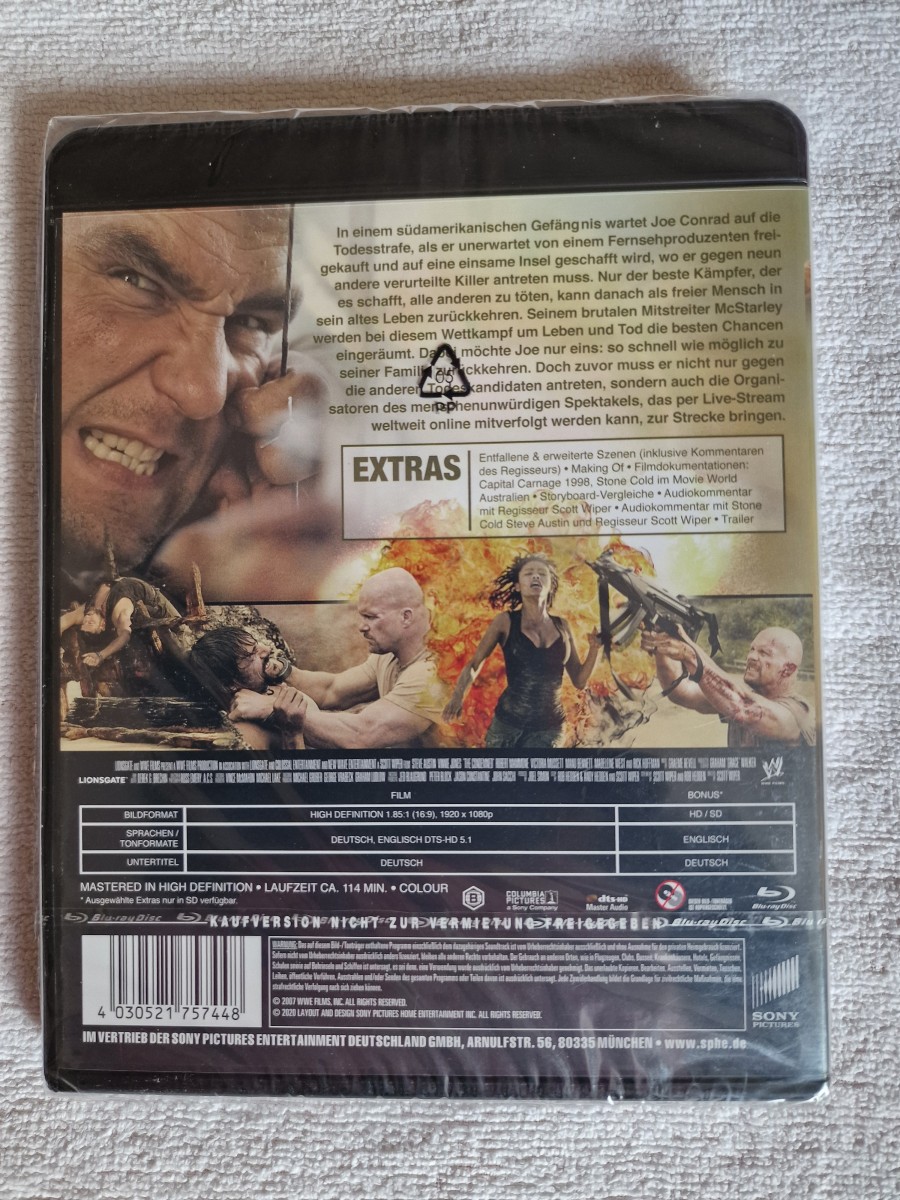 In einem südamerikanischen Gefängnis wartet Joe Conrad auf die
Todesstrafe, als er unerwartet von einem Fernsehproduzenten frei-
gekauft und auf eine einsame Insel geschafft wird, wo er gegen neun
andere verurteilte Killer antreten muss. Nur der beste Kämpfer, der
es schafft, alle anderen zu töten, kann danach als freier Mensch in
sein altes Leben zurückkehren. Seinem brutalen Mitstreiter McStarley
werden bei diesem Wettkampf um Leben und Tod die besten Chancen
eingeräumt. Dabei möchte Joe nur eins: so schnell wie möglich zu
seiner Familie zurückkehren. Doch zuvor muss er nicht nur gegen
die anderen Todeskandidaten antreten, sondern auch die Organi-
satoren des menschenunwürdigen Spektakels, das per Live-Stream
weltweit online mitverfolgt werden kann, zur Strecke bringen.
05
PP
EXTRAS
Entfallene & erweiterte Szenen (inklusive Kommentaren
des Regisseurs) • Making Of • Filmdokumentationen:
Capital Carnage 1998, Stone Cold im Movie World
Australien • Storyboard-Vergleiche • Audiokommentar
mit Regisseur Scott Wiper • Audiokommentar mit Stone
Cold Steve Austin und Regisseur Scott Wiper • Trailer
LIONSGATE
FILM BONUS*
BILDFORMAT HIGH DEFINITION 1.85:1 (16:9), 1920 x 1080p HD / SD
SPRACHEN /
TONFORMATE DEUTSCH, ENGLISCH DTS-HD 5.1 ENGLISCH
UNTERTITEL DEUTSCH DEUTSCH
MASTERED IN HIGH DEFINITION • LAUFZEIT CA. 114 MIN. • COLOUR
* Ausgewählte Extras nur in SD verfügbar.
B
COLUMBIA
PICTURES
a Sony Company
dts-HD
Master Audio
Blu-rayDisc
KAUFVERSION NICHT ZUR VERMIETUNG FREIGEGEBEN
Blu-rayDisc
4 030521 757448
© 2007 WWE FILMS, INC. ALL RIGHTS RESERVED.
© 2020 LAYOUT AND DESIGN SONY PICTURES HOME ENTERTAINMENT INC. ALL RIGHTS RESERVED.
SONY
PICTURES
IM VERTRIEB DER SONY PICTURES ENTERTAINMENT DEUTSCHLAND GMBH, ARNULFSTR. 56, 80335 MÜNCHEN • www.sphe.de